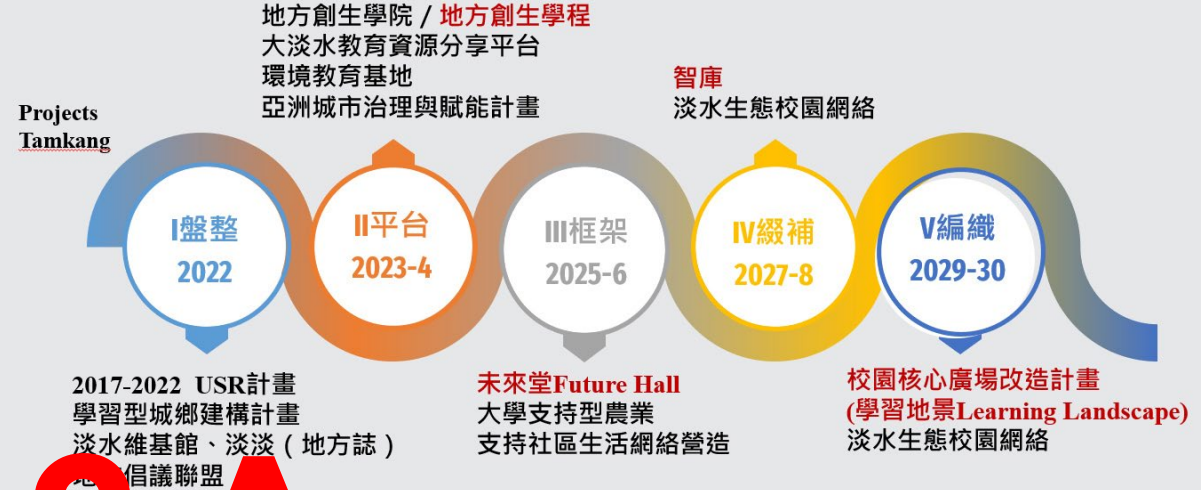 地方創生學院 / 地方創生學程
大淡水教育資源分享平台
環境教育基地
亞洲城市治理與賦能計畫
智庫
淡水生態校園網絡
Projects
Tamkang
I盤整
2022
II平台
2023-4
III框架
2025-6
IV綴補
2027-8
V編織
2029-30
2017-2022 USR計畫
學習型城鄉建構計畫
淡水維基館、淡淡（地方誌）
倡議聯盟
未來堂Future Hall
大學支持型農業
支持社區生活網絡營造
校園核心廣場改造計畫
(學習地景Learning Landscape)
淡水生態校園網絡